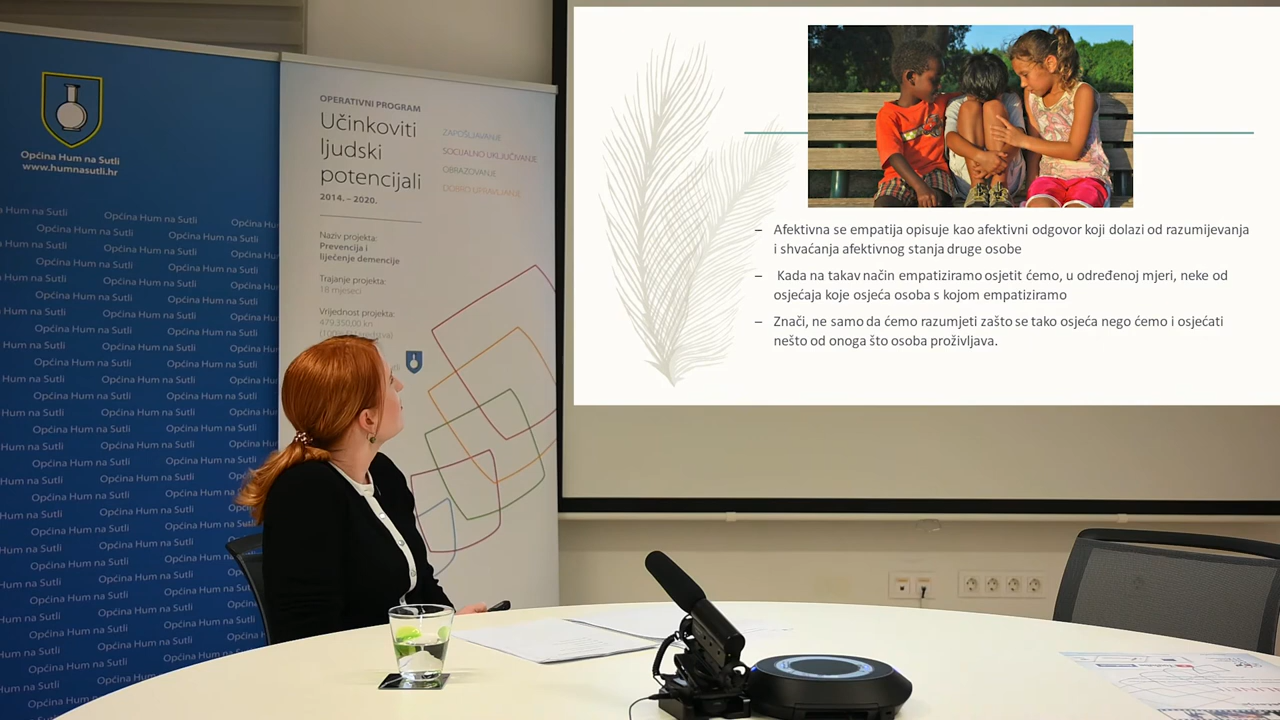 Općina Hum na Sutli
www.humnasutli.hr
OPERATIVNI PROGRAM
Učinkoviti
ljudski
potencijali
2014. – 2020.
ZAPOŠLJAVANJE
SOCIJALNO UKLJUČIVANJE
OBRAZOVANJE
DOBRO UPRAVLJANJE
Naziv projekta:
Prevencija i
liječenje demencije
Trajanje projekta:
18 mjeseci
Vrijednost projekta:
479.350,00 kn
– Afektivna se empatija opisuje kao afektivni odgovor koji dolazi od razumijevanja
i shvaćanja afektivnog stanja druge osobe
– Kada na takav način empatiziramo osjetit ćemo, u određenoj mjeri, neke od
osjećaja koje osjeća osoba s kojom empatiziramo
– Znači, ne samo da ćemo razumjeti zašto se tako osjeća nego ćemo i osjećati
nešto od onoga što osoba proživljava.